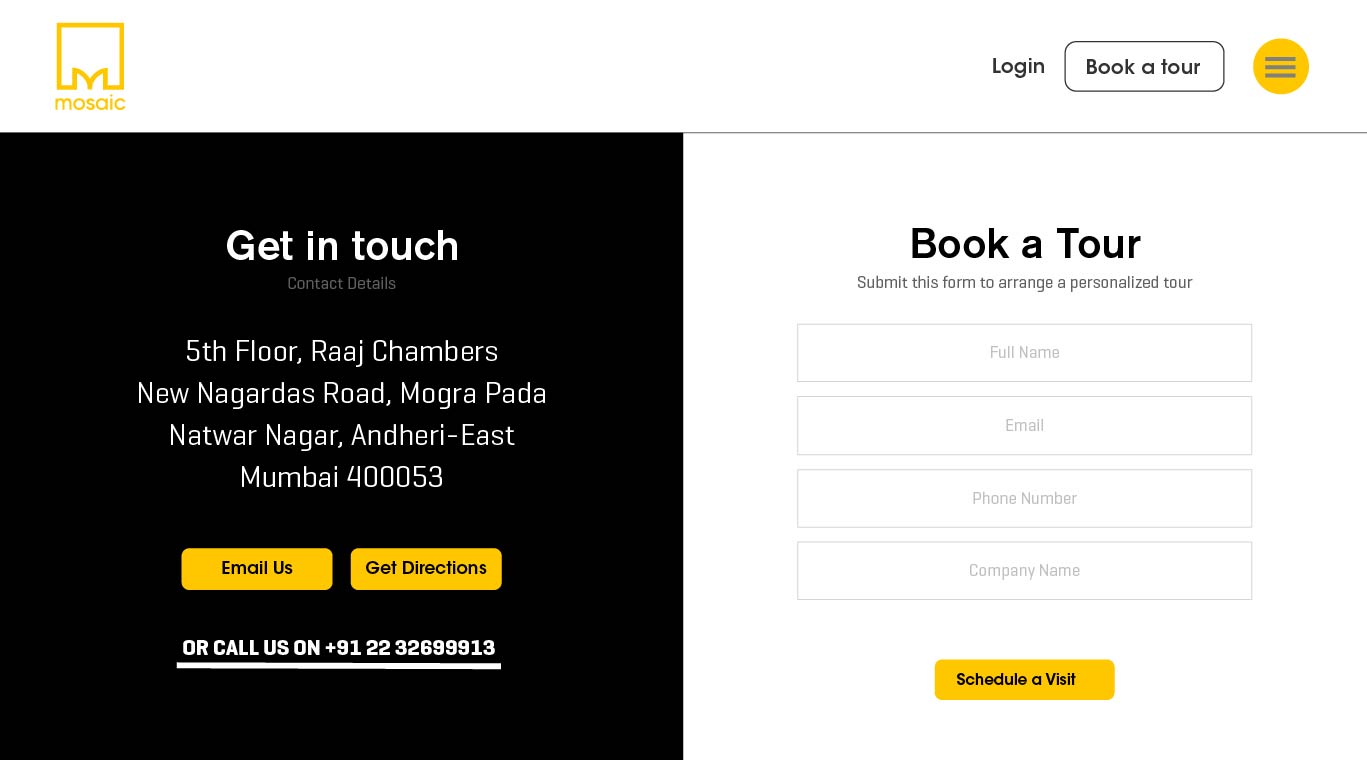 mosaic
Login
Book a tour
Get in touch
Contact Details
5th Floor, Raaj Chambers
New Nagardas Road, Mogra Pada
Natwar Nagar, Andheri-East
Mumbai 400053
Email Us
Get Directions
OR CALL US ON +91 22 32699913
Book a Tour
Submit this form to arrange a personalized tour
Full Name
Email
Phone Number
Company Name
Schedule a Visit